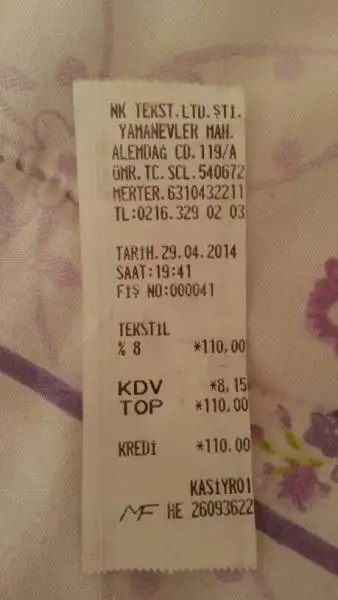 NK TEKST.LTD.ŞTİ.
YAMANEVLER MAH.
ALEMDAĞ CD.119/A
ÜMR.TC.SCL.540672
MERTER.6310432211
TL:0216.329 02 03
TARİH.29.04.2014
SAAT:19:41
FİŞ NO:000041
TEKSTİL
% 8 *110,00
KDV *8,15
TOP *110,00
KREDİ *110,00
KASİYR01
MF HE 26093622